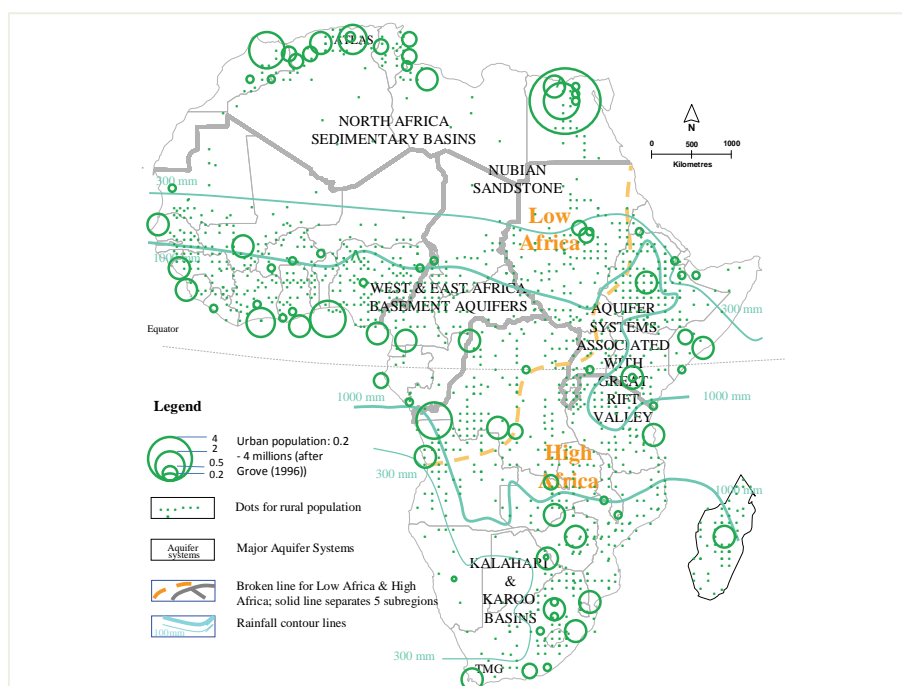 ATLAS
NORTH AFRICA
SEDIMENTARY BASINS
N
0 500 1000
Kilometres
NUBIAN
SANDSTONE
300 mm
Low
Africa
WEST & EAST AFRICA
BASEMENT AQUIFERS
AQUIFER
SYSTEMS
ASSOCIATED
WITH
GREAT
RIFT
VALLEY
300 mm
Equator
1000 mm
1000 mm
300 mm
High
Africa
1000 mm
KALAHARI
&
KAROO
BASINS
300 mm
TMG
Legend
4
2
0.5
0.2
Urban population: 0.2
- 4 millions (after
Grove (1996))
Dots for rural population
Aquifer
systems
Major Aquifer Systems
Broken line for Low Africa & High
Africa; solid line separates 5 subregions
100mm
Rainfall contour lines